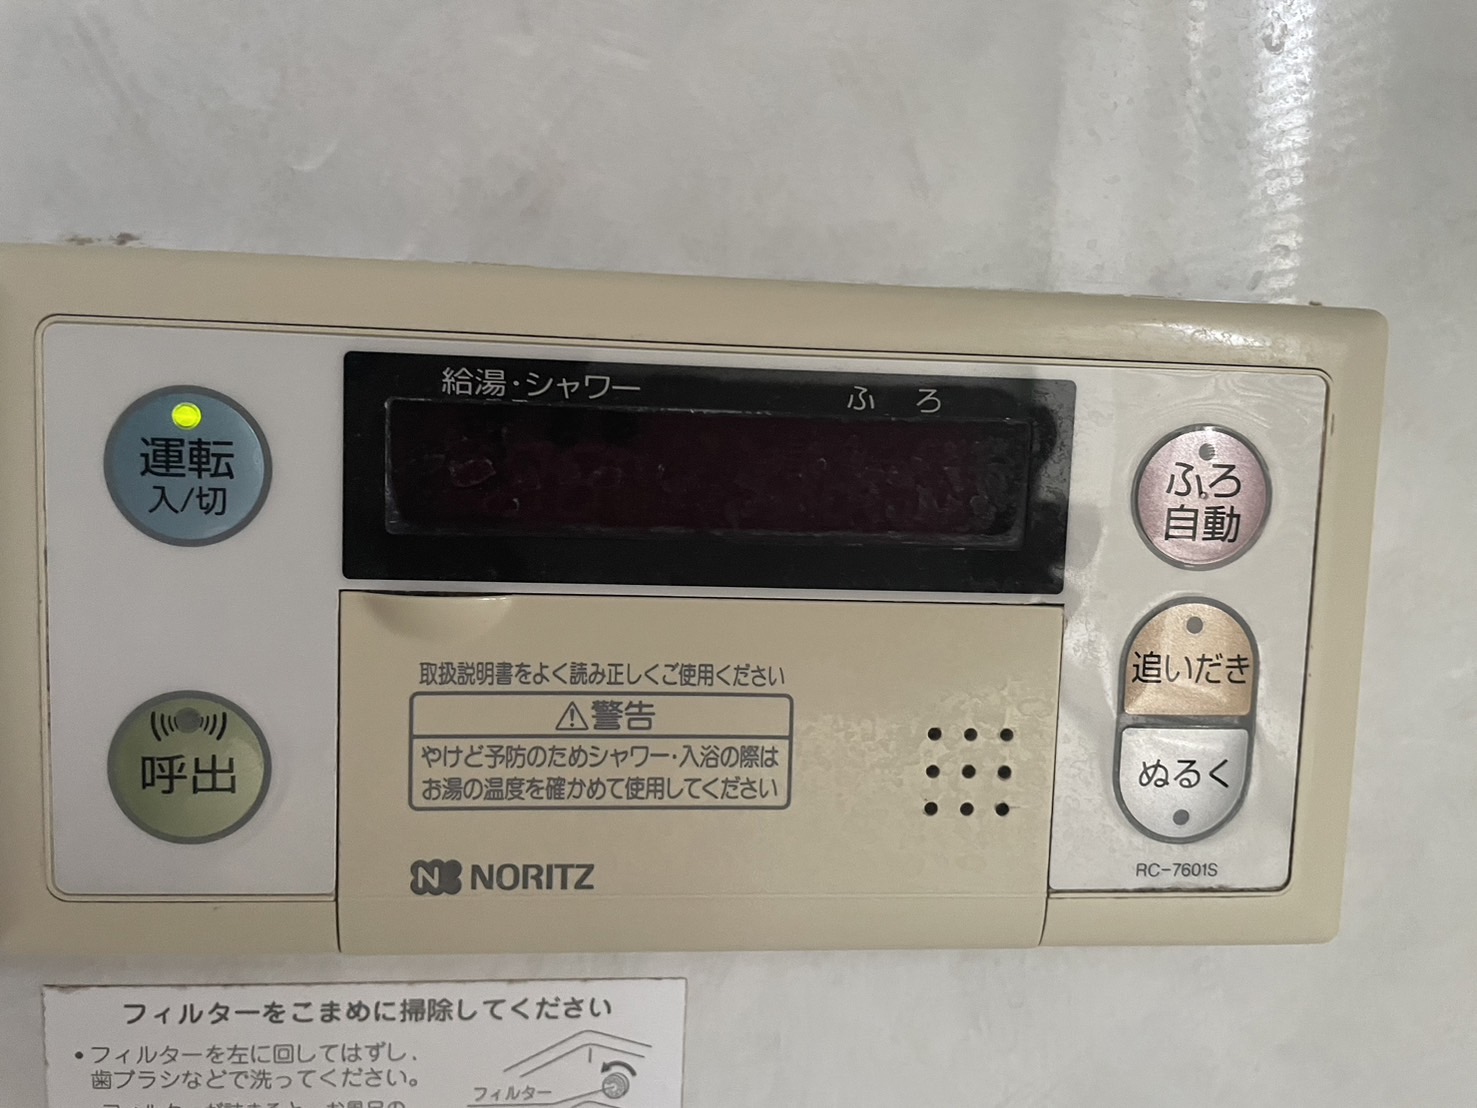 給湯・シャワー ふろ
運転
入/切
ふろ
自動
追いだき
ぬるく
呼出
取扱説明書をよく読み正しくご使用ください
⚠警告
やけど予防のためシャワー・入浴の際は
お湯の温度を確かめて使用してください
N NORITZ
RC-7601S
フィルターをこまめに掃除してください
・フィルターを左に回してはずし、
歯ブラシなどで洗ってください。
フィルター